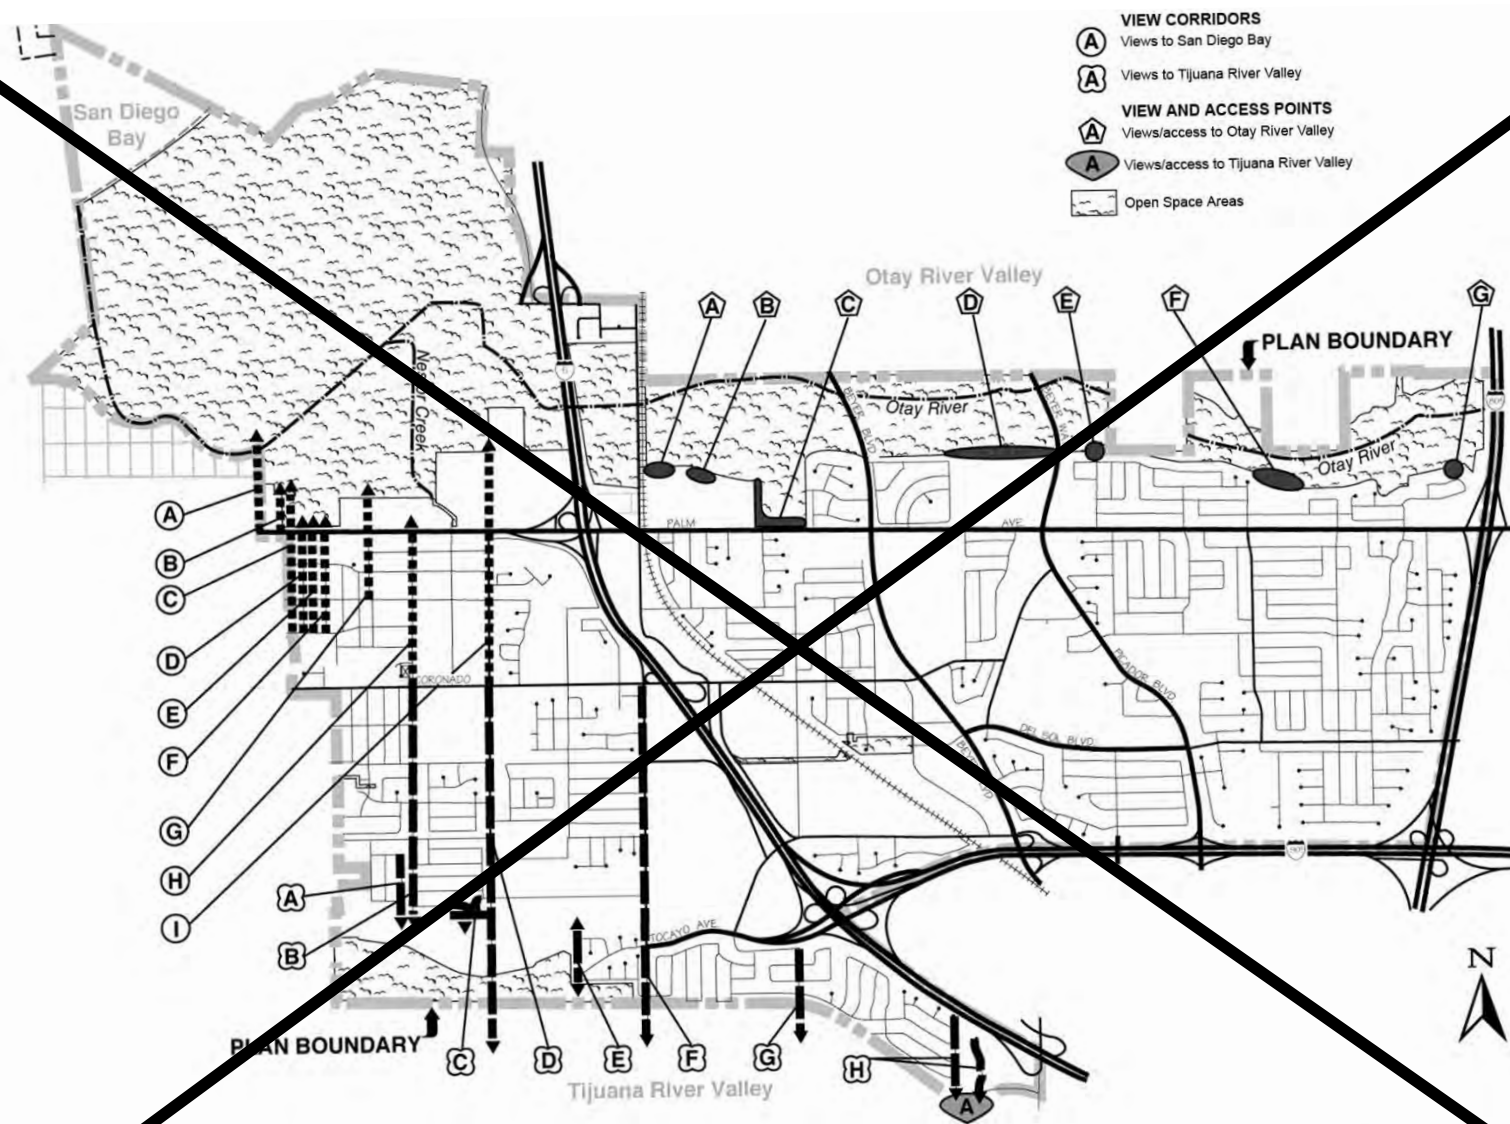 VIEW CORRIDORS
A Views to San Diego Bay
A Views to Tijuana River Valley
VIEW AND ACCESS POINTS
A Views/access to Otay River Valley
A Views/access to Tijuana River Valley
Open Space Areas
San Diego
Bay
Otay River Valley
A B C D E F G
PLAN BOUNDARY
Otay River
Otay River
BEYER BLVD
PALM AVE
A
B
C
D
E
F
G
H
I
CORONADO
PICADOR BLVD
DEL SOL BLVD
A
B
TOCAYO AVE
N
PLAN BOUNDARY
C D E F G H
A
Tijuana River Valley